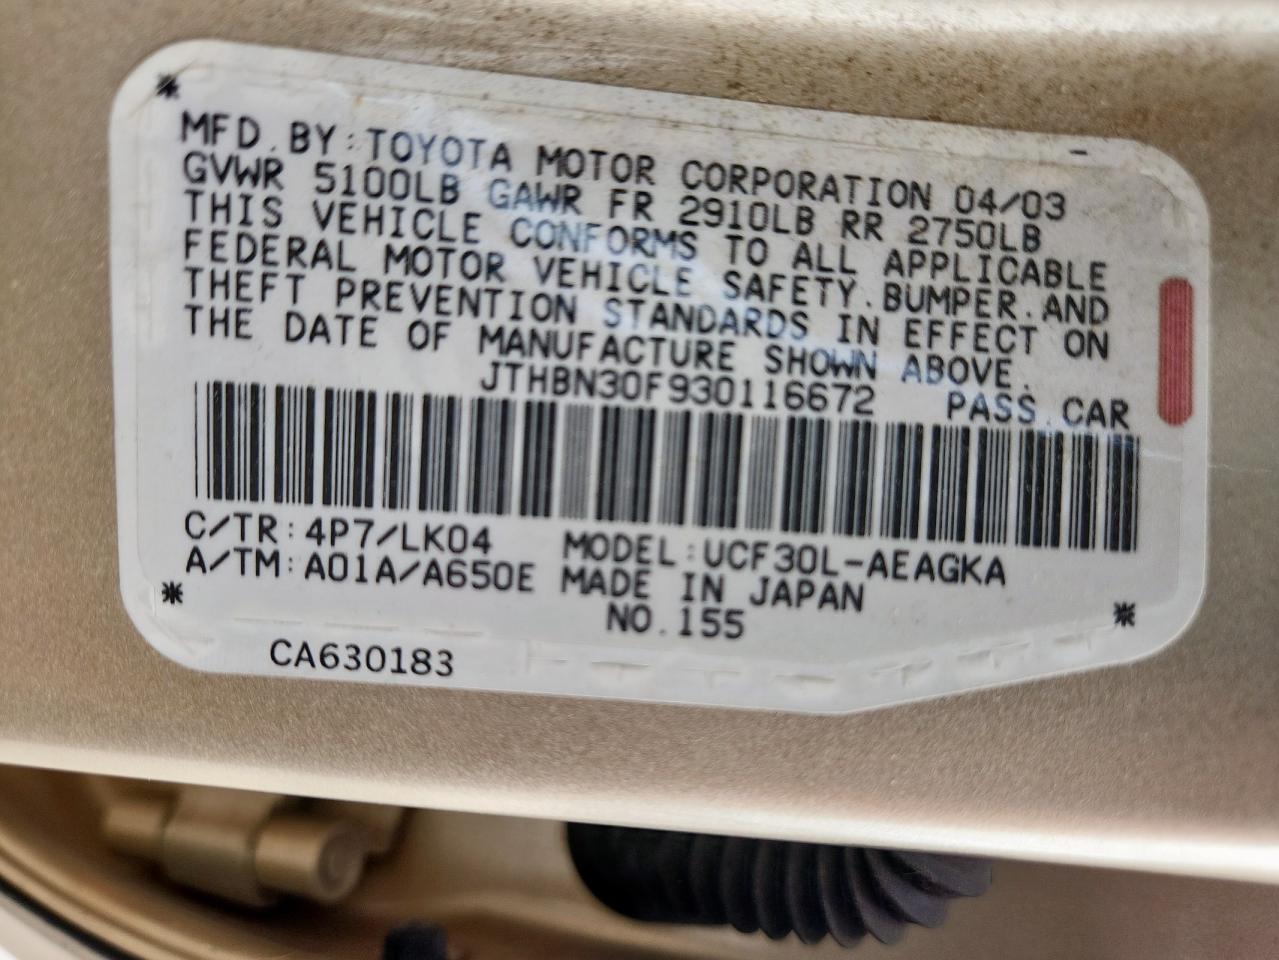 MFD.BY:TOYOTA MOTOR CORPORATION 04/03
GVWR 5100LB GAWR FR 2910LB RR 2750LB
THIS VEHICLE CONFORMS TO ALL APPLICABLE
FEDERAL MOTOR VEHICLE SAFETY.BUMPER.AND
THEFT PREVENTION STANDARDS IN EFFECT ON
THE DATE OF MANUFACTURE SHOWN ABOVE.
JTHBN30F930116672 PASS.CAR
C/TR:4P7/LK04 MODEL:UCF30L-AEAGKA
A/TM:A01A/A650E MADE IN JAPAN
NO.155
CA630183